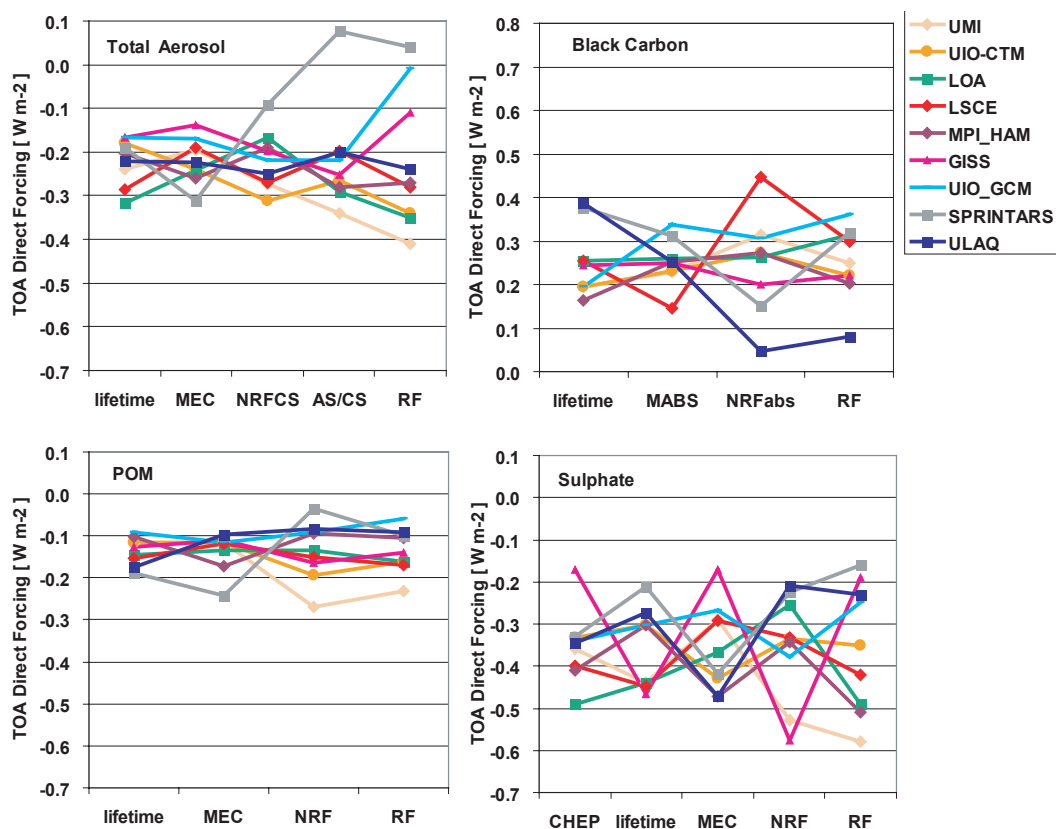 Total Aerosol
TOA Direct Forcing [ W m-2 ]
0.1
0.0
-0.1
-0.2
-0.3
-0.4
-0.5
-0.6
-0.7
lifetime MEC NRFCS AS/CS RF
Black Carbon
TOA Direct Forcing [ W m-2]
0.8
0.7
0.6
0.5
0.4
0.3
0.2
0.1
0.0
lifetime MABS NRFabs RF
UMI
UIO-CTM
LOA
LSCE
MPI_HAM
GISS
UIO_GCM
SPRINTARS
ULAQ
POM
TOA Direct Forcing [ W m-2 ]
0.1
0.0
-0.1
-0.2
-0.3
-0.4
-0.5
-0.6
-0.7
lifetime MEC NRF RF
Sulphate
TOA Direct Forcing [ W m-2 ]
0.1
0.0
-0.1
-0.2
-0.3
-0.4
-0.5
-0.6
-0.7
CHEP lifetime MEC NRF RF